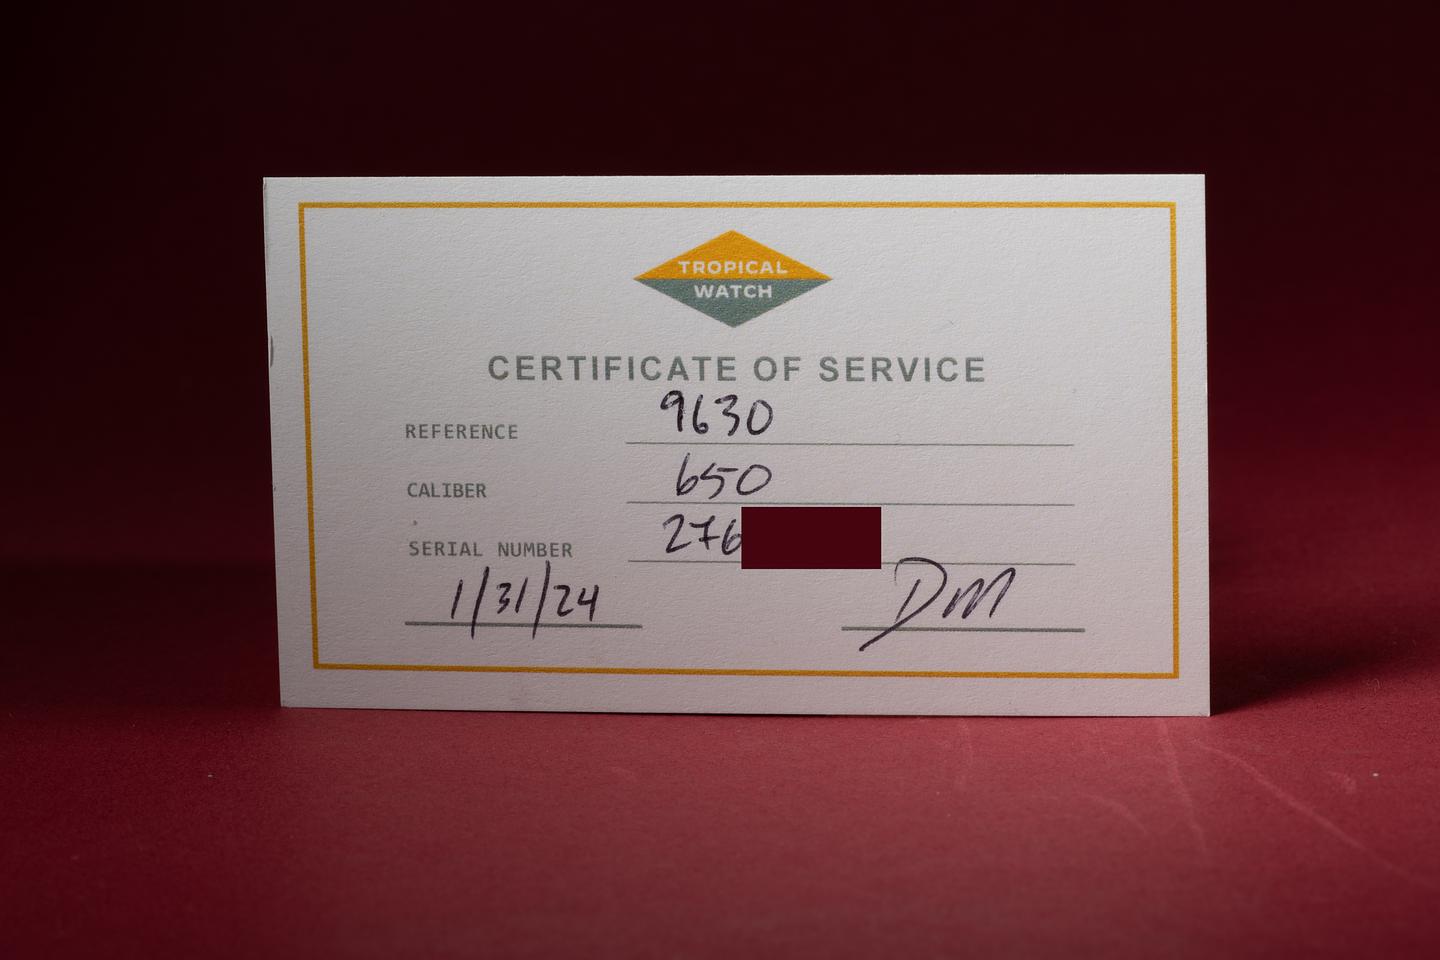 TROPICAL
WATCH
CERTIFICATE OF SERVICE
REFERENCE 9630
CALIBER 650
SERIAL NUMBER 276
1/31/24 DM